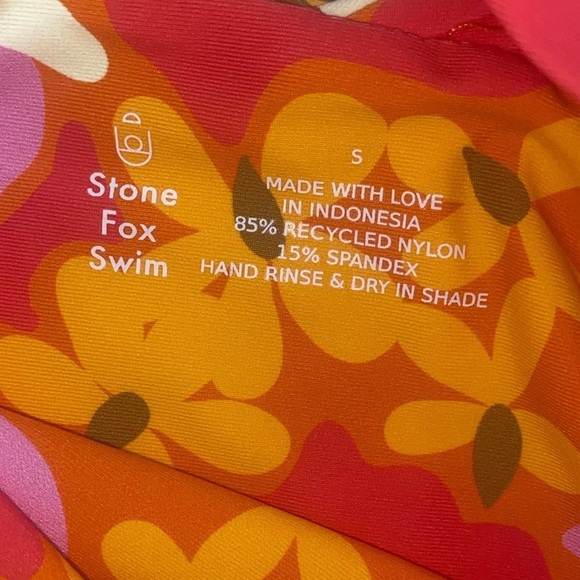 Stone
Fox
Swim
S
MADE WITH LOVE
IN INDONESIA
85% RECYCLED NYLON
15% SPANDEX
HAND RINSE & DRY IN SHADE